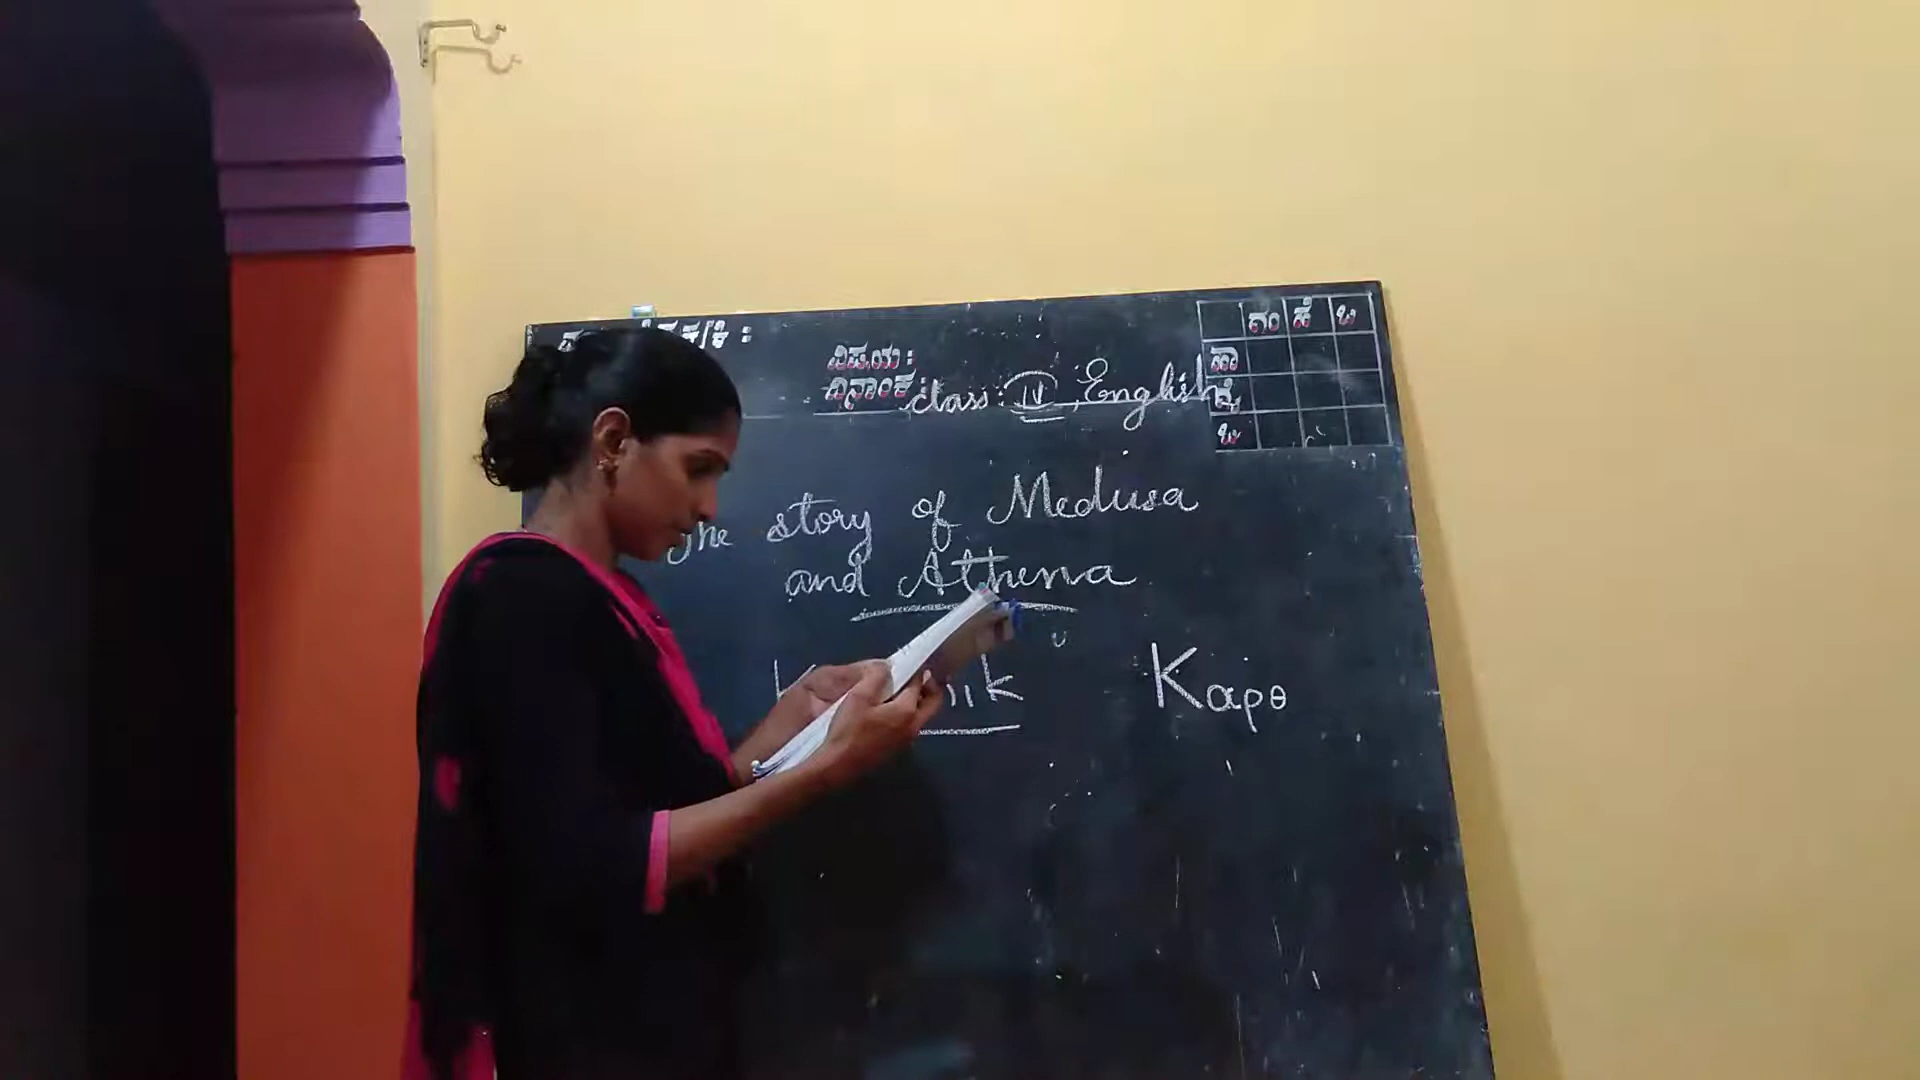 ವಿಷಯ :
ದಿನಾಂಕ :
class : IV , English
ಗಂ ಹೆ ಒ
ಹಾ
ಒ
The story of Medusa
and Athena
Kapo